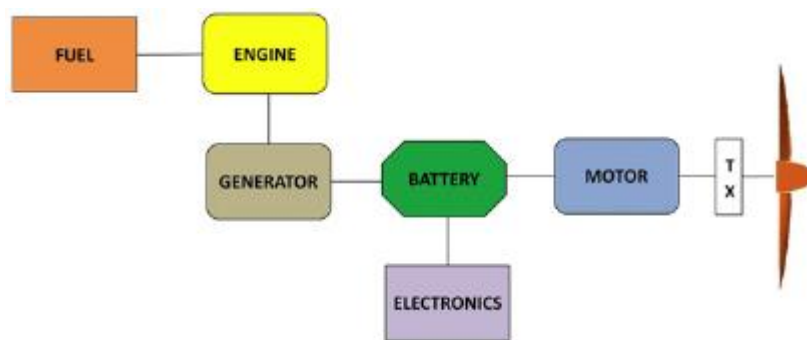 FUEL
ENGINE
GENERATOR
BATTERY
MOTOR
T
X
ELECTRONICS